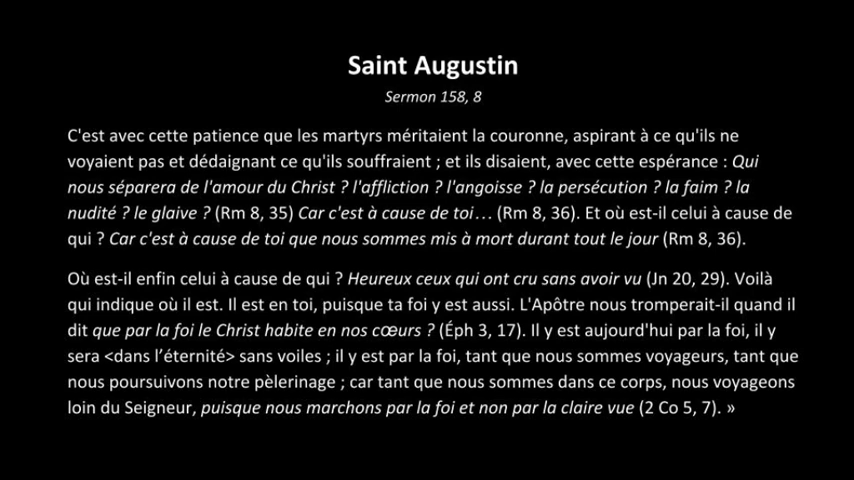 Saint Augustin
Sermon 158, 8
C'est avec cette patience que les martyrs méritaient la couronne, aspirant à ce qu'ils ne
voyaient pas et dédaignant ce qu'ils souffraient ; et ils disaient, avec cette espérance : Qui
nous séparera de l'amour du Christ ? l'affliction ? l'angoisse ? la persécution ? la faim ? la
nudité ? le glaive ? (Rm 8, 35) Car c'est à cause de toi… (Rm 8, 36). Et où est-il celui à cause de
qui ? Car c'est à cause de toi que nous sommes mis à mort durant tout le jour (Rm 8, 36).
Où est-il enfin celui à cause de qui ? Heureux ceux qui ont cru sans avoir vu (Jn 20, 29). Voilà
qui indique où il est. Il est en toi, puisque ta foi y est aussi. L'Apôtre nous tromperait-il quand il
dit que par la foi le Christ habite en nos cœurs ? (Éph 3, 17). Il y est aujourd'hui par la foi, il y
sera <dans l’éternité> sans voiles ; il y est par la foi, tant que nous sommes voyageurs, tant que
nous poursuivons notre pèlerinage ; car tant que nous sommes dans ce corps, nous voyageons
loin du Seigneur, puisque nous marchons par la foi et non par la claire vue (2 Co 5, 7). »